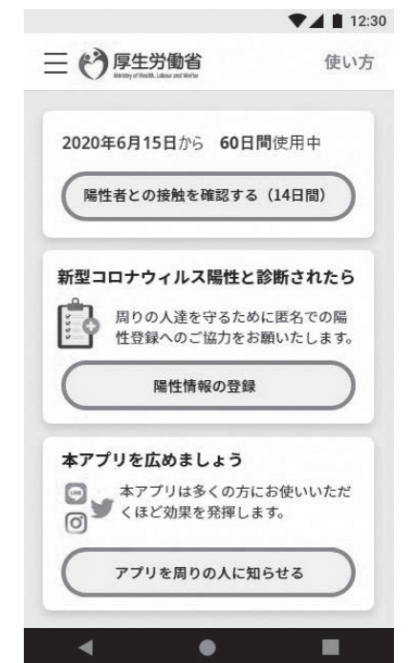 12:30
厚生労働省
Ministry of Health, Labour and Welfare
使い方
2020年6月15日から 60日間使用中
陽性者との接触を確認する（14日間）
新型コロナウィルス陽性と診断されたら
周りの人達を守るために匿名での陽
性登録へのご協力をお願いたします。
陽性情報の登録
本アプリを広めましょう
LINE
本アプリは多くの方にお使いいただ
くほど効果を発揮します。
アプリを周りの人に知らせる